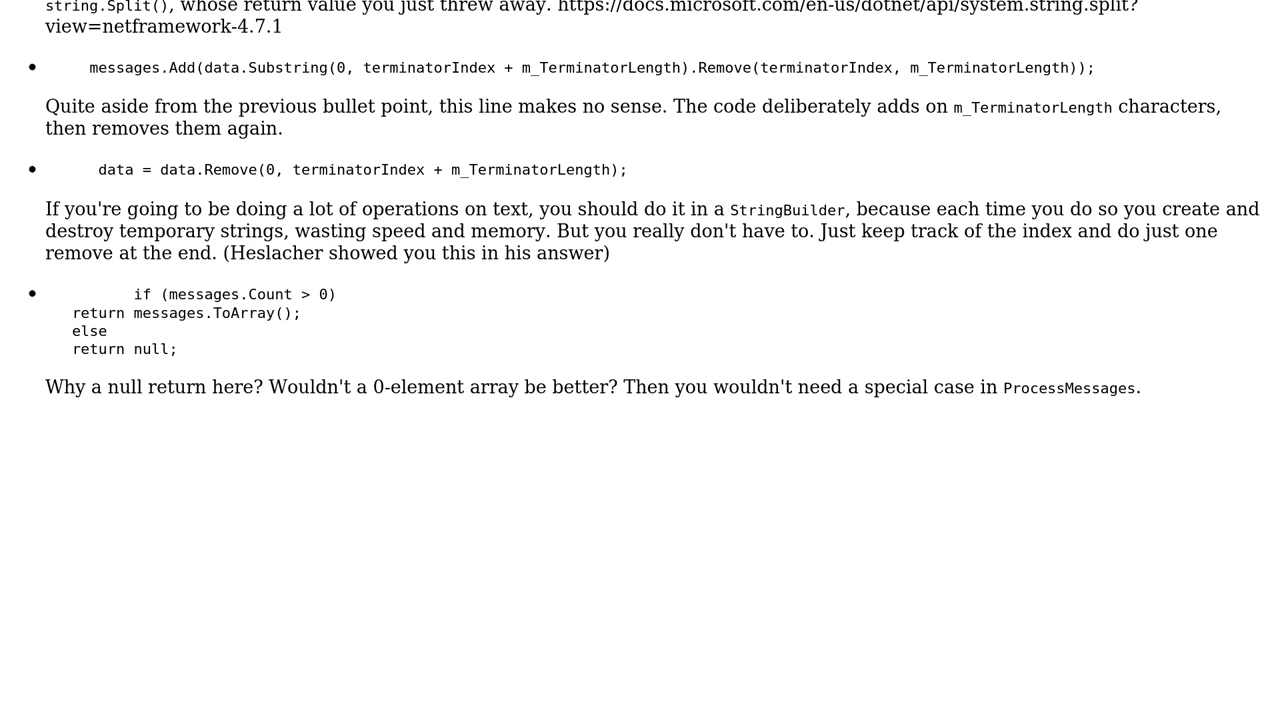 string.Split(), whose return value you just threw away. https://docs.microsoft.com/en-us/dotnet/api/system.string.split?
view=netframework-4.7.1
messages.Add(data.Substring(0, terminatorIndex + m_TerminatorLength).Remove(terminatorIndex, m_TerminatorLength));
Quite aside from the previous bullet point, this line makes no sense. The code deliberately adds on m_TerminatorLength characters,
then removes them again.
data = data.Remove(0, terminatorIndex + m_TerminatorLength);
If you're going to be doing a lot of operations on text, you should do it in a StringBuilder, because each time you do so you create and
destroy temporary strings, wasting speed and memory. But you really don't have to. Just keep track of the index and do just one
remove at the end. (Heslacher showed you this in his answer)
if (messages.Count > 0)
return messages.ToArray();
else
return null;
Why a null return here? Wouldn't a 0-element array be better? Then you wouldn't need a special case in ProcessMessages.